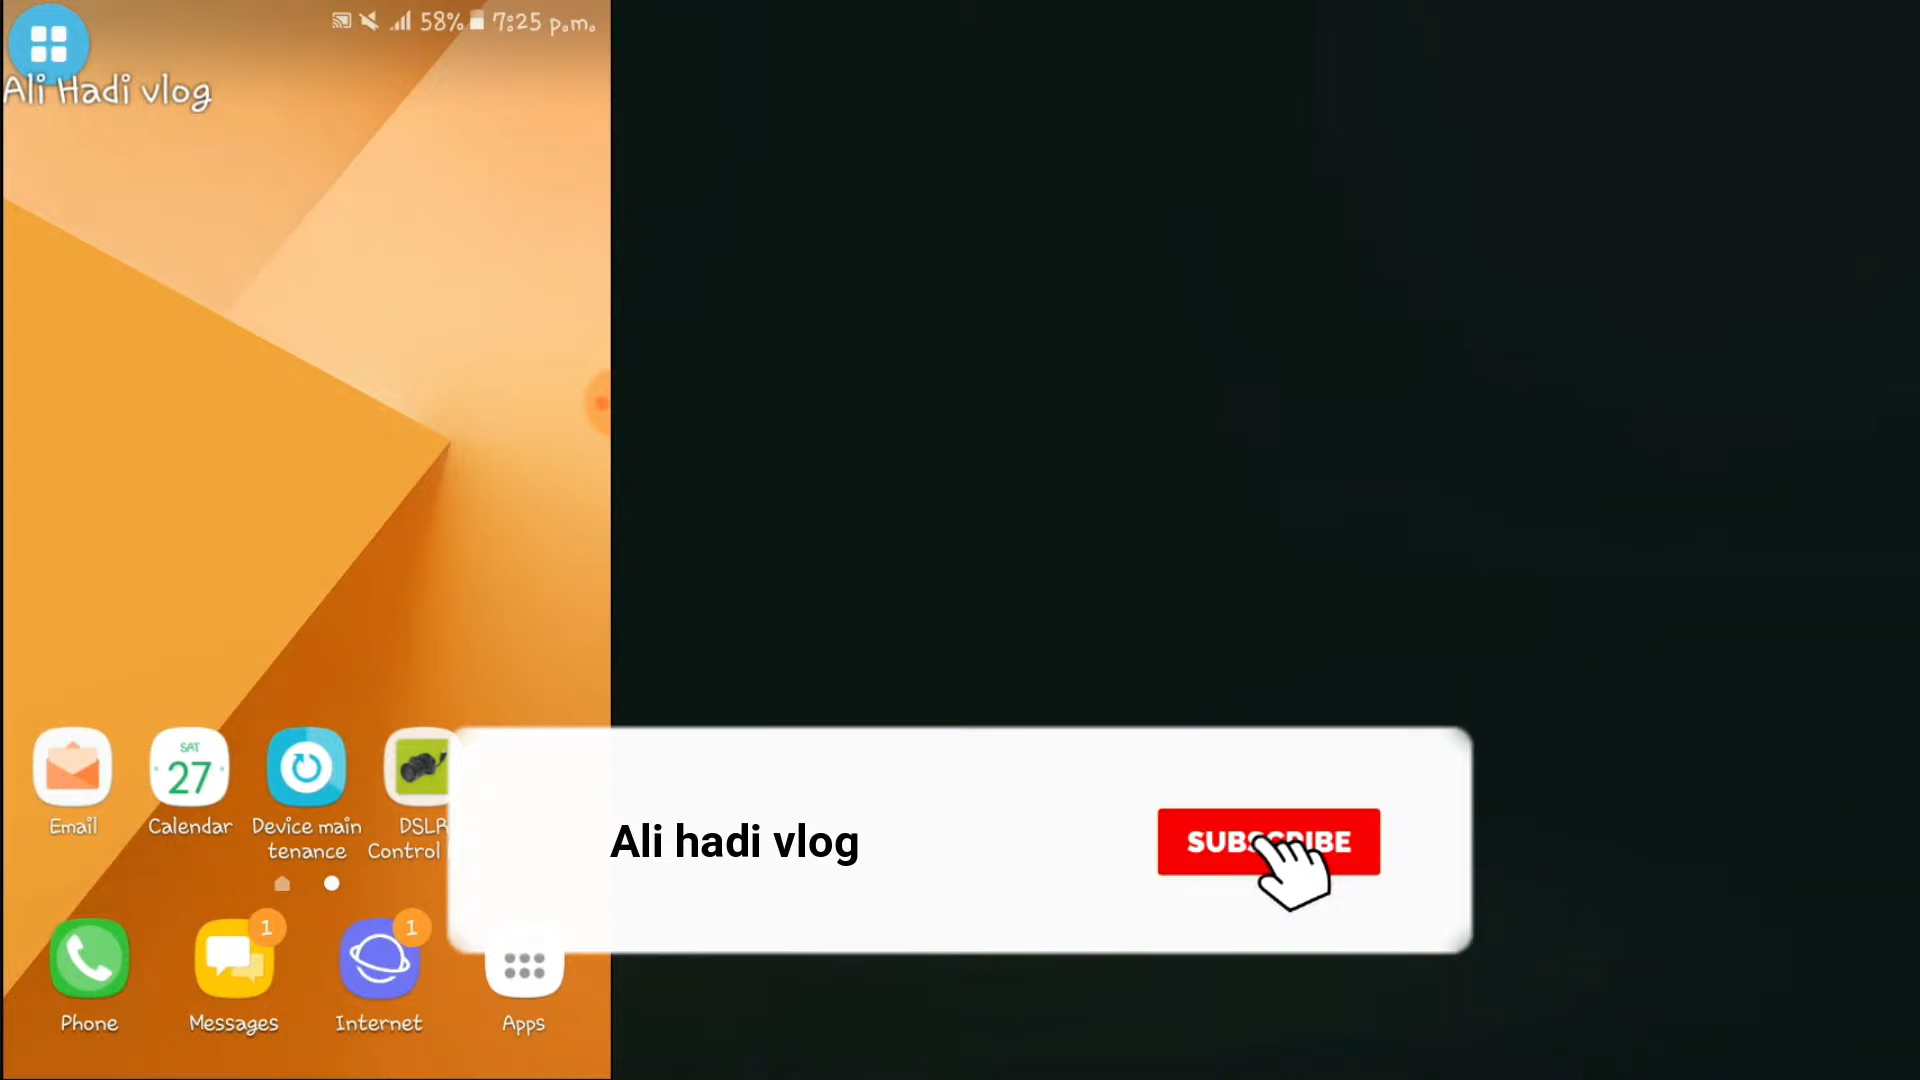 58% 7:25 p.m.
Ali Hadi vlog
SAT
27
Email
Calendar
Device main
tenance
DSLR
Control
Ali hadi vlog
SUBSCRIBE
1
1
Phone
Messages
Internet
Apps